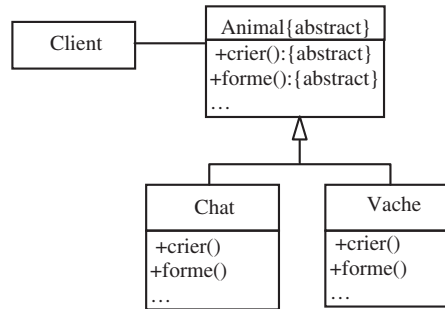 Client
Animal{abstract}
+crier():{abstract}
+forme():{abstract}
…
Chat
+crier()
+forme()
…
Vache
+crier()
+forme()
…